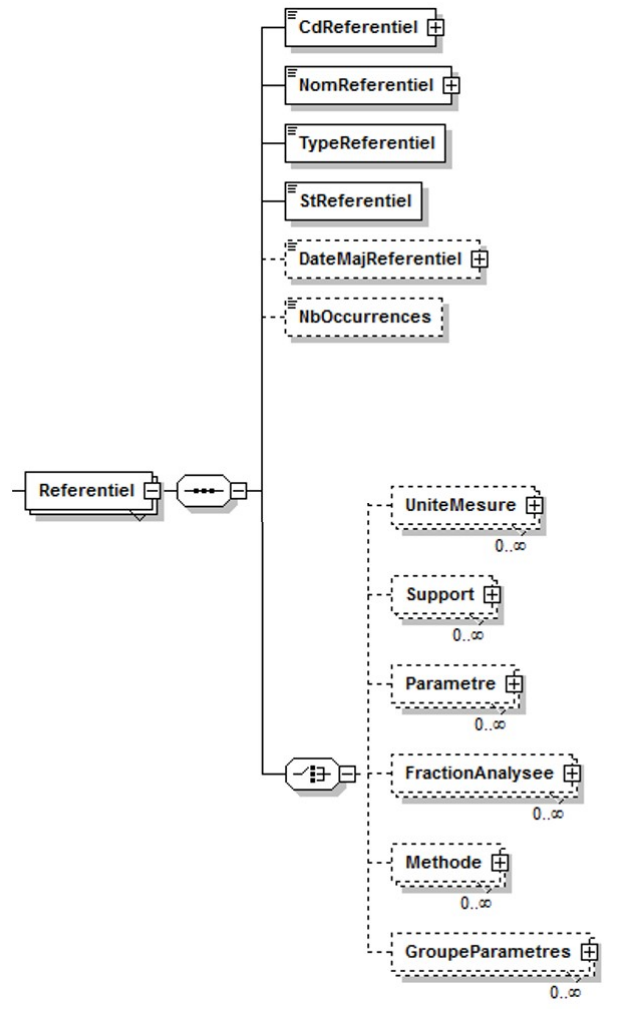 CdReferentiel
NomReferentiel
TypeReferentiel
StReferentiel
DateMajReferentiel
NbOccurrences
Referentiel
UniteMesure
0..∞
Support
0..∞
Parametre
0..∞
FractionAnalysee
0..∞
Methode
0..∞
GroupeParametres
0..∞